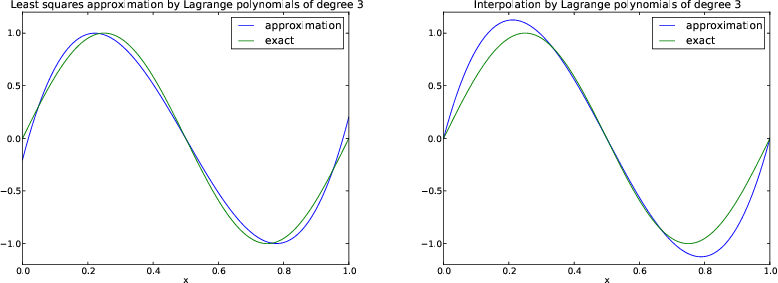 Least squares approximation by Lagrange polynomials of degree 3
approximation
exact
1.0
0.5
0.0
−0.5
−1.0
0.0 0.2 0.4 0.6 0.8 1.0
x
Interpolation by Lagrange polynomials of degree 3
approximation
exact
1.0
0.5
0.0
−0.5
−1.0
0.0 0.2 0.4 0.6 0.8 1.0
x